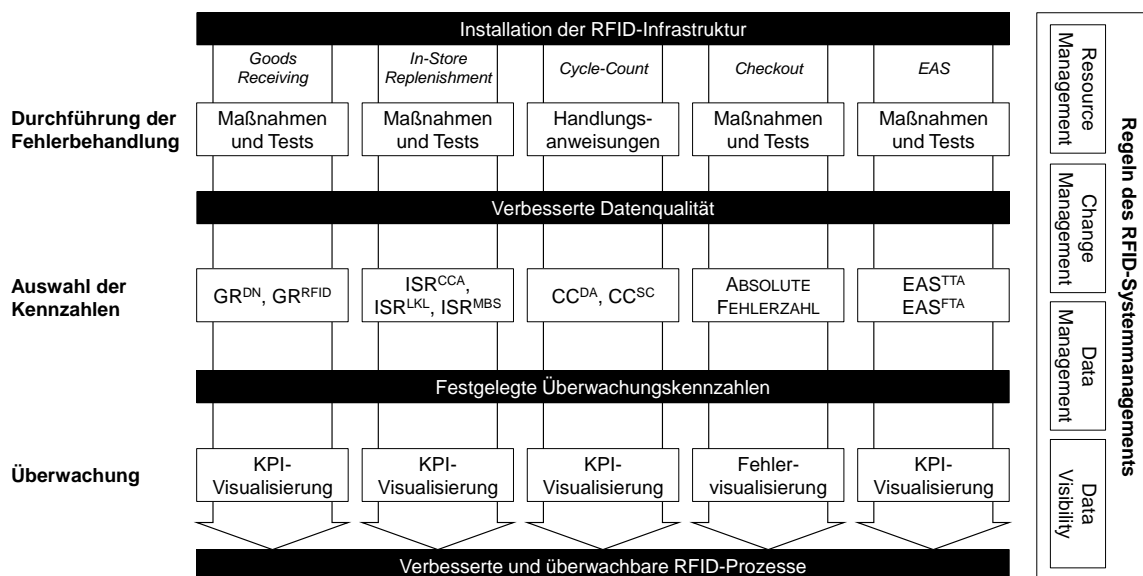 Installation der RFID-Infrastruktur
Goods
Receiving
In-Store
Replenishment
Cycle-Count
Checkout
EAS
Durchführung der
Fehlerbehandlung
Maßnahmen
und Tests
Maßnahmen
und Tests
Handlungs-
anweisungen
Maßnahmen
und Tests
Maßnahmen
und Tests
Verbesserte Datenqualität
Auswahl der
Kennzahlen
GR^DN, GR^RFID
ISR^CCA,
ISR^LKL, ISR^MBS
CC^DA, CC^SC
ABSOLUTE
FEHLERZAHL
EAS^TTA
EAS^FTA
Festgelegte Überwachungskennzahlen
Überwachung
KPI-
Visualisierung
KPI-
Visualisierung
KPI-
Visualisierung
Fehler-
visualisierung
KPI-
Visualisierung
Verbesserte und überwachbare RFID-Prozesse
Resource
Management
Change
Management
Data
Management
Data
Visibility
Regeln des RFID-Systemmanagements